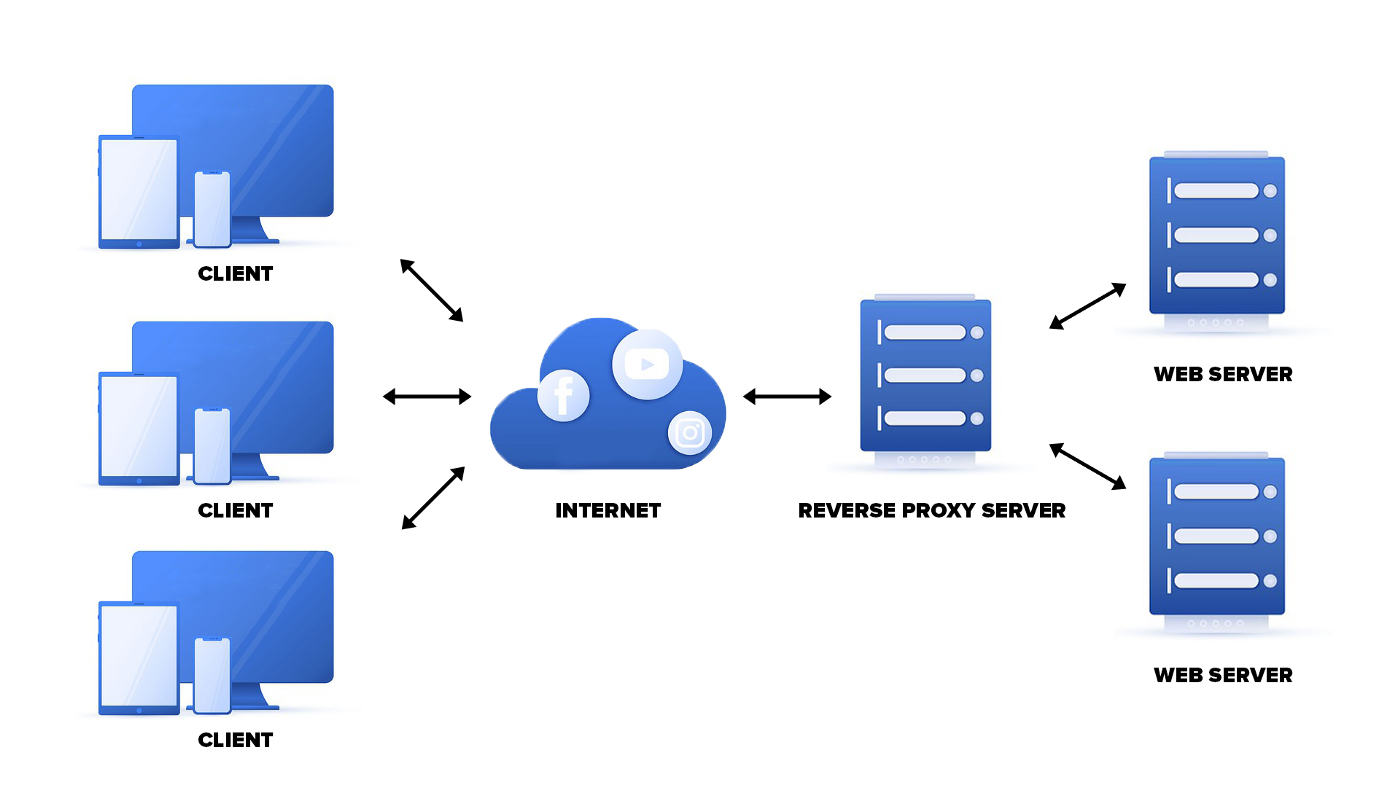 CLIENT
CLIENT
CLIENT
INTERNET
REVERSE PROXY SERVER
WEB SERVER
WEB SERVER